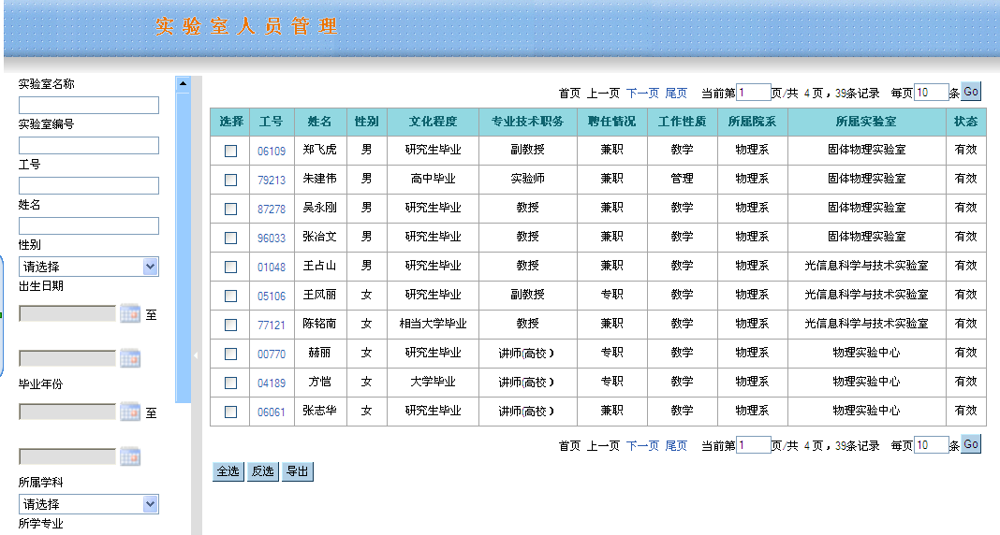 实验室人员管理
实验室名称
实验室编号
工号
姓名
性别
请选择
出生日期
至
毕业年份
至
所属学科
请选择
所学专业
首页 上一页 下一页 尾页 当前第1页/共 4 页，39条记录 每页10条Go
选择 工号 姓名 性别 文化程度 专业技术职务 聘任情况 工作性质 所属院系 所属实验室 状态
06109 郑飞虎 男 研究生毕业 副教授 兼职 教学 物理系 固体物理实验室 有效
79213 朱建伟 男 高中毕业 实验师 兼职 管理 物理系 固体物理实验室 有效
87278 吴永刚 男 研究生毕业 教授 兼职 教学 物理系 固体物理实验室 有效
96033 张冶文 男 研究生毕业 教授 兼职 教学 物理系 固体物理实验室 有效
01048 王占山 男 研究生毕业 教授 兼职 教学 物理系 光信息科学与技术实验室 有效
05106 王风丽 女 研究生毕业 副教授 专职 教学 物理系 光信息科学与技术实验室 有效
77121 陈铭南 女 相当大学毕业 教授 兼职 教学 物理系 光信息科学与技术实验室 有效
00770 赫丽 女 研究生毕业 讲师(高校) 专职 教学 物理系 物理实验中心 有效
04189 方恺 女 大学毕业 讲师(高校) 专职 教学 物理系 物理实验中心 有效
06061 张志华 女 研究生毕业 讲师(高校) 兼职 教学 物理系 物理实验中心 有效
首页 上一页 下一页 尾页 当前第1页/共 4 页，39条记录 每页10条Go
全选 反选 导出